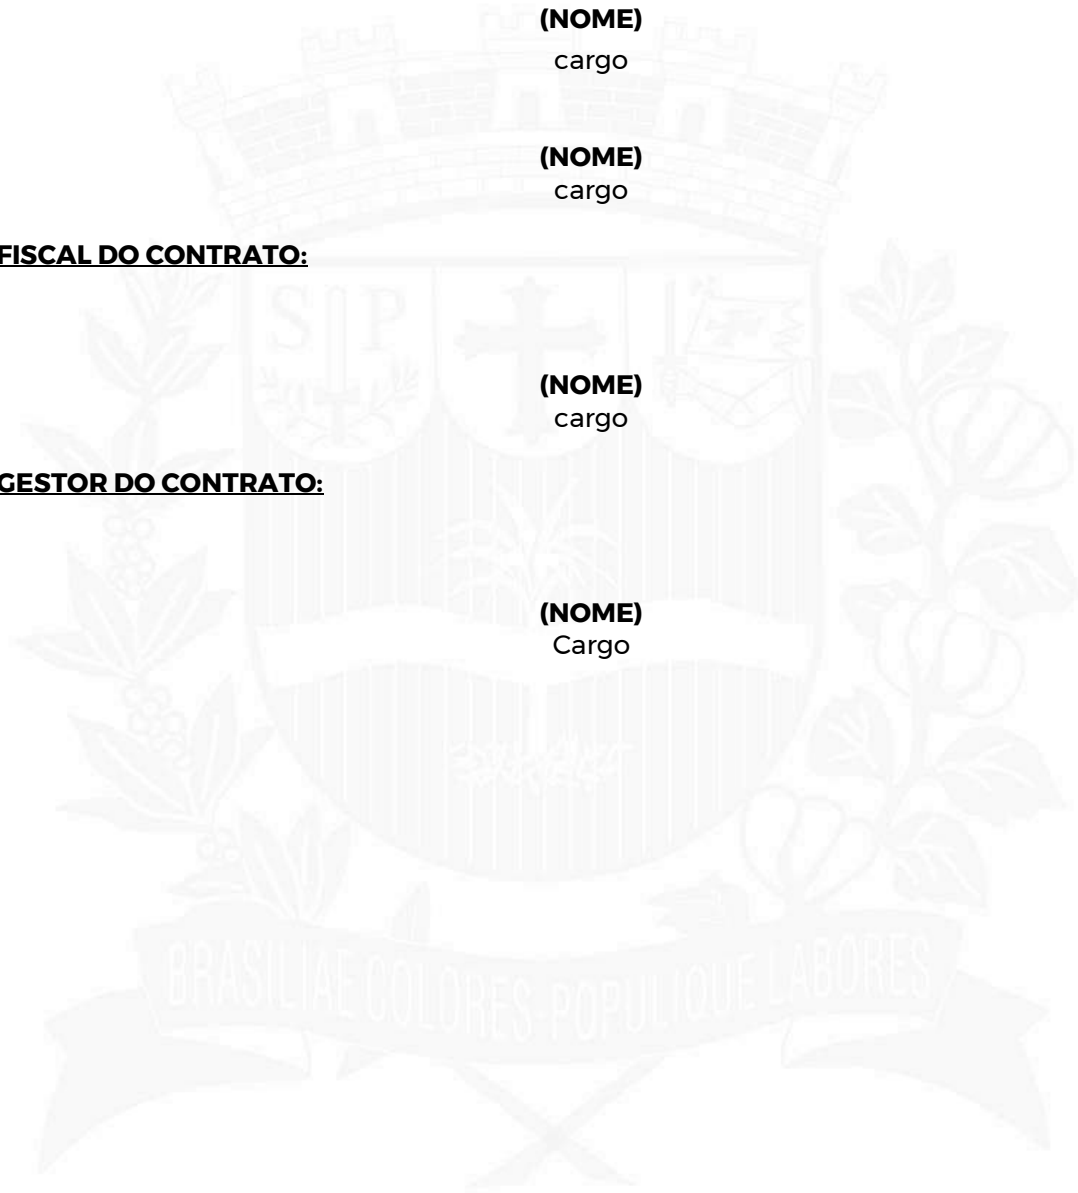 (NOME)
cargo
(NOME)
cargo
FISCAL DO CONTRATO:
S P
(NOME)
cargo
GESTOR DO CONTRATO:
(NOME)
Cargo
BRASILIAE COLORES POPULIQUE LABORES